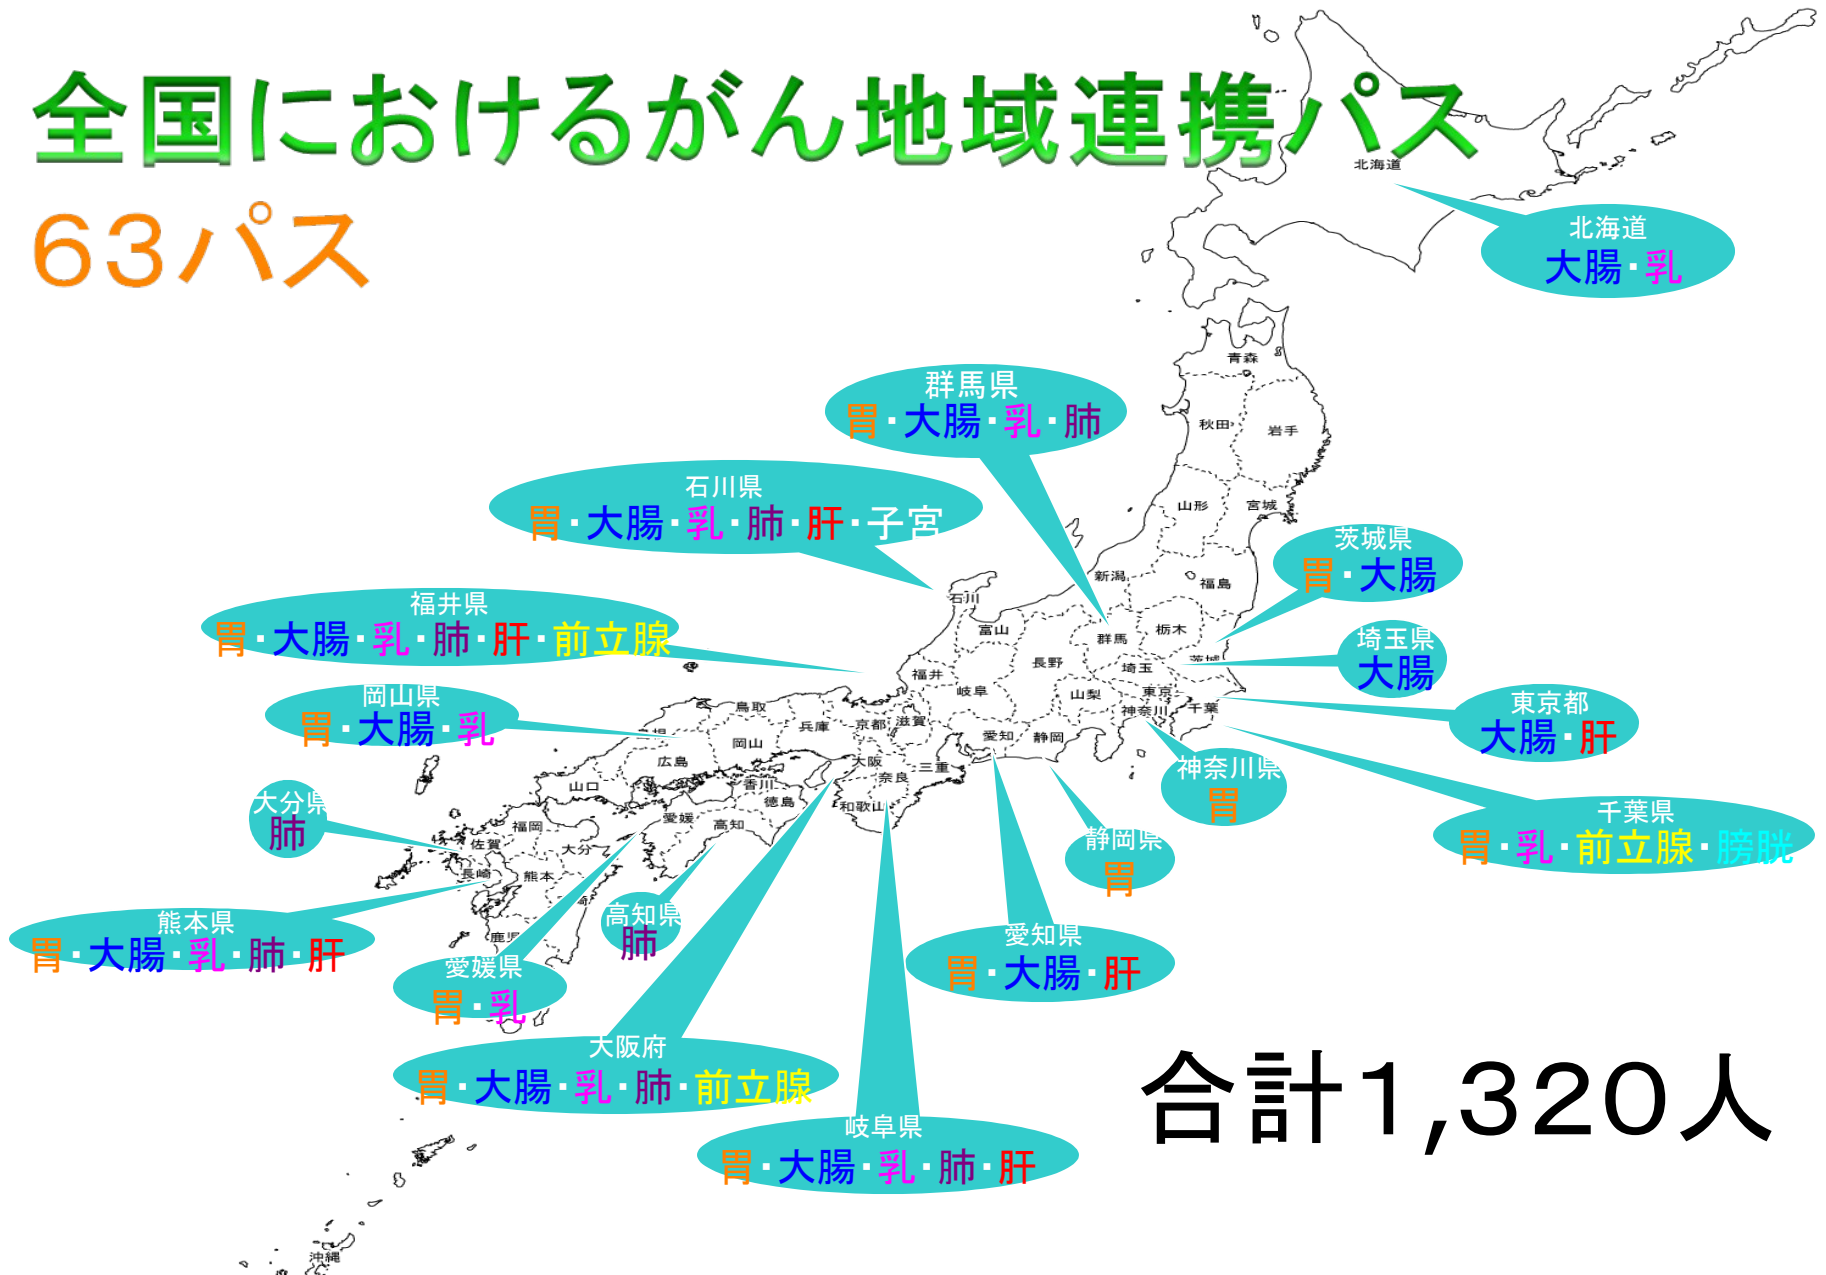 全国におけるがん地域連携パス
63パス
北海道
北海道
大腸・乳
青森
群馬県
胃・大腸・乳・肺
秋田
岩手
石川県
胃・大腸・乳・肺・肝・子宮
山形
宮城
茨城県
胃・大腸
新潟
福島
石川
福井県
胃・大腸・乳・肺・肝・前立腺
富山
群馬
栃木
埼玉県
大腸
長野
埼玉
茨城
福井
岐阜
山梨
東京
岡山県
胃・大腸・乳
鳥取
神奈川
千葉
東京都
大腸・肝
兵庫
京都
滋賀
愛知
静岡
岡山
広島
大阪
三重
奈良
神奈川県
胃
山口
香川
徳島
和歌山
大分県
肺
愛媛
高知
福岡
佐賀
大分
千葉県
胃・乳・前立腺・膀胱
静岡県
胃
長崎
熊本
熊本県
胃・大腸・乳・肺・肝
高知県
肺
鹿児
愛知県
胃・大腸・肝
愛媛県
胃・乳
大阪府
胃・大腸・乳・肺・前立腺
岐阜県
胃・大腸・乳・肺・肝
合計1,320人
沖縄